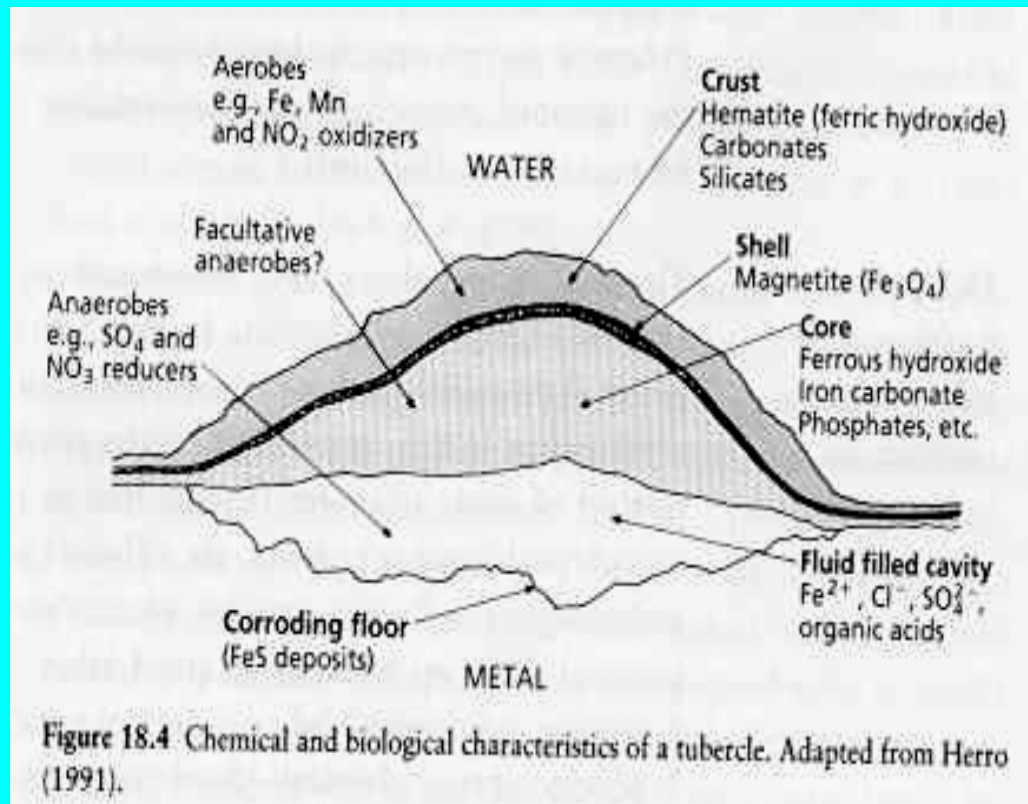 Aerobes
e.g., Fe, Mn
and NO₂ oxidizers
WATER
Crust
Hematite (ferric hydroxide)
Carbonates
Silicates
Facultative
anaerobes?
Shell
Magnetite (Fe₃O₄)
Anaerobes
e.g., SO₄ and
NO₃ reducers
Core
Ferrous hydroxide
Iron carbonate
Phosphates, etc.
Fluid filled cavity
Fe²⁺, Cl⁻, SO₄²⁻,
organic acids
Corroding floor
(FeS deposits)
METAL
Figure 18.4 Chemical and biological characteristics of a tubercle. Adapted from Herro
(1991).